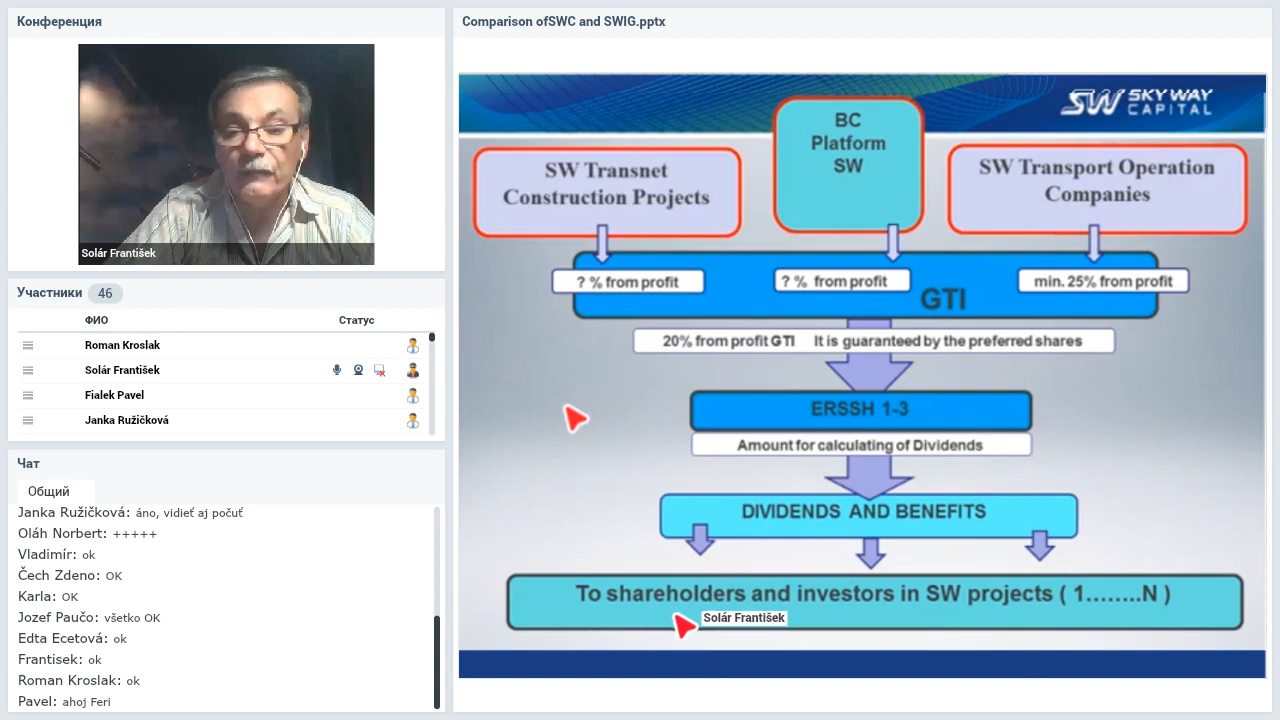 Конференция
Solár František
Участники 46
ФИО Статус
Roman Kroslak
Solár František
Fialek Pavel
Janka Ružičková
Чат
Общий
Janka Ružičková: áno, vidieť aj počuť
Oláh Norbert: +++++
Vladimír: ok
Čech Zdeno: OK
Karla: OK
Jozef Paučo: všetko OK
Edta Ecetová: ok
Frantisek: ok
Roman Kroslak: ok
Pavel: ahoj Feri
Comparison ofSWC and SWIG.pptx
SW SKY WAY
CAPITAL
SW Transnet
Construction Projects
BC
Platform
SW
SW Transport Operation
Companies
? % from profit
? % from profit
min. 25% from profit
GTI
20% from profit GTI It is guaranteed by the preferred shares
ERSSH 1-3
Amount for calculating of Dividends
DIVIDENDS AND BENEFITS
To shareholders and investors in SW projects ( 1........N )
Solár František